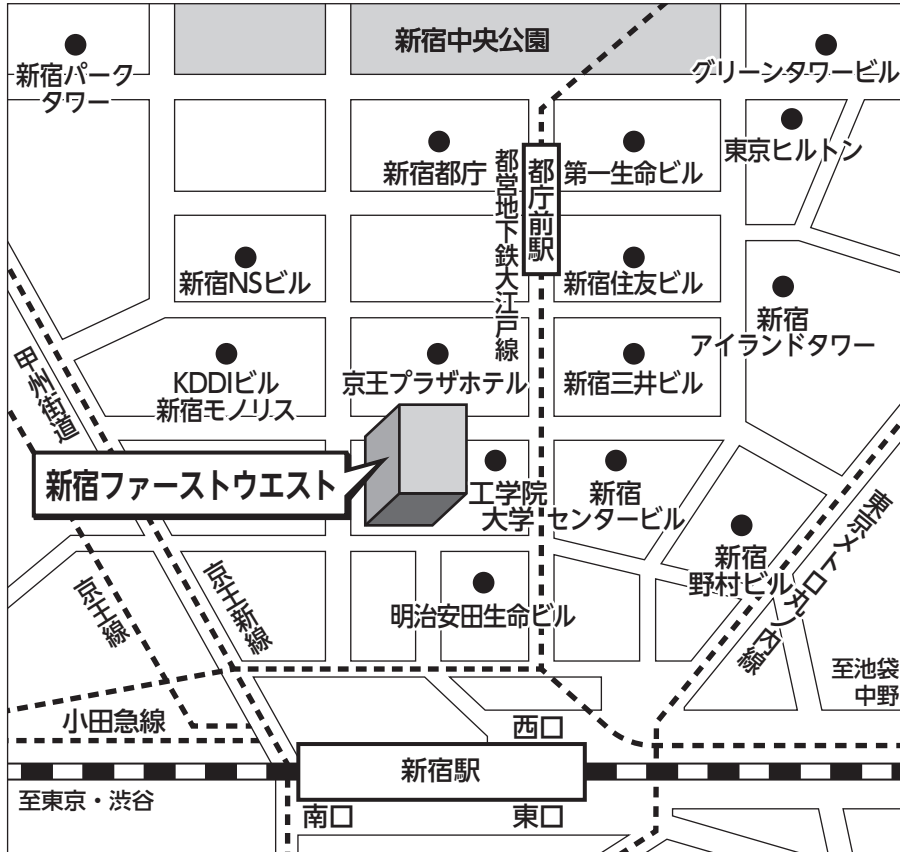 新宿中央公園
新宿パーク
タワー
グリーンタワービル
新宿都庁
都営地下鉄大江戸線
都庁前駅
第一生命ビル
東京ヒルトン
新宿NSビル
新宿住友ビル
新宿
アイランドタワー
甲州街道
KDDIビル
新宿モノリス
京王プラザホテル
新宿三井ビル
新宿ファーストウエスト
工学院
大学
新宿
センタービル
新宿
野村ビル
東京メトロ丸ノ内線
京王線
京王新線
明治安田生命ビル
至池袋
中野
小田急線
西口
新宿駅
至東京・渋谷
南口
東口